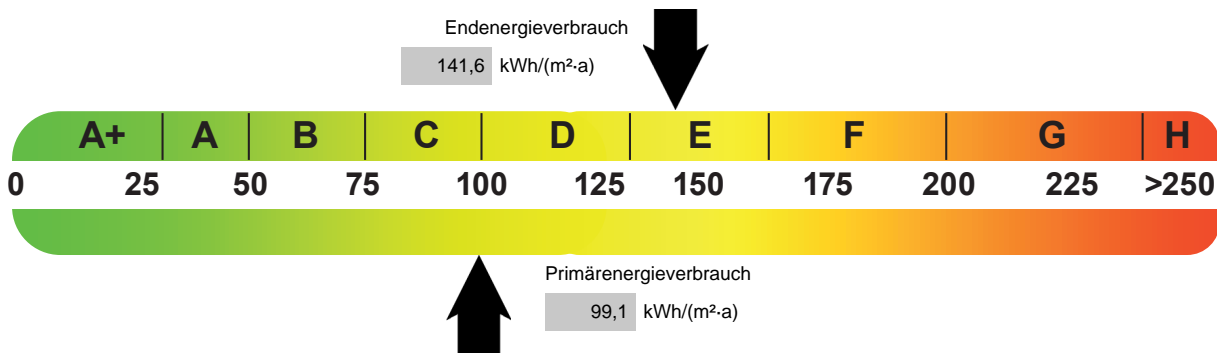 Endenergieverbrauch
141,6 kWh/(m²·a)
A+ A B C D E F G H
0 25 50 75 100 125 150 175 200 225 >250
Primärenergieverbrauch
99,1 kWh/(m²·a)